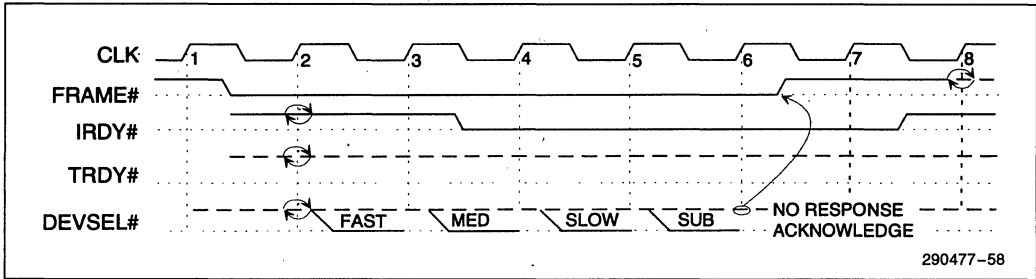 CLK
1 2 3 4 5 6 7 8
FRAME#
IRDY#
TRDY#
DEVSEL#
FAST MED SLOW SUB
NO RESPONSE
ACKNOWLEDGE
290477-58